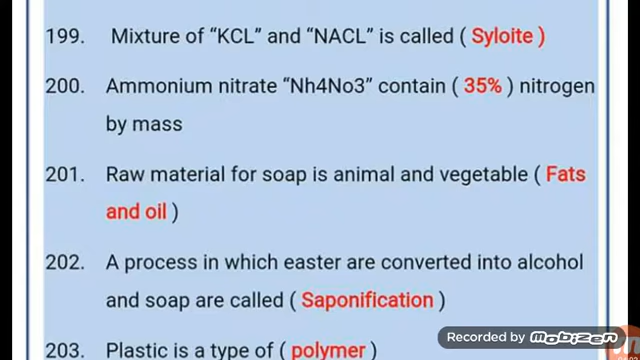 199. Mixture of “KCL” and “NACL” is called ( Syloite )
200. Ammonium nitrate “Nh4No3” contain ( 35% ) nitrogen
by mass
201. Raw material for soap is animal and vegetable ( Fats
and oil )
202. A process in which easter are converted into alcohol
and soap are called ( Saponification )
203. Plastic is a type of ( polymer )
Recorded by Mobizen